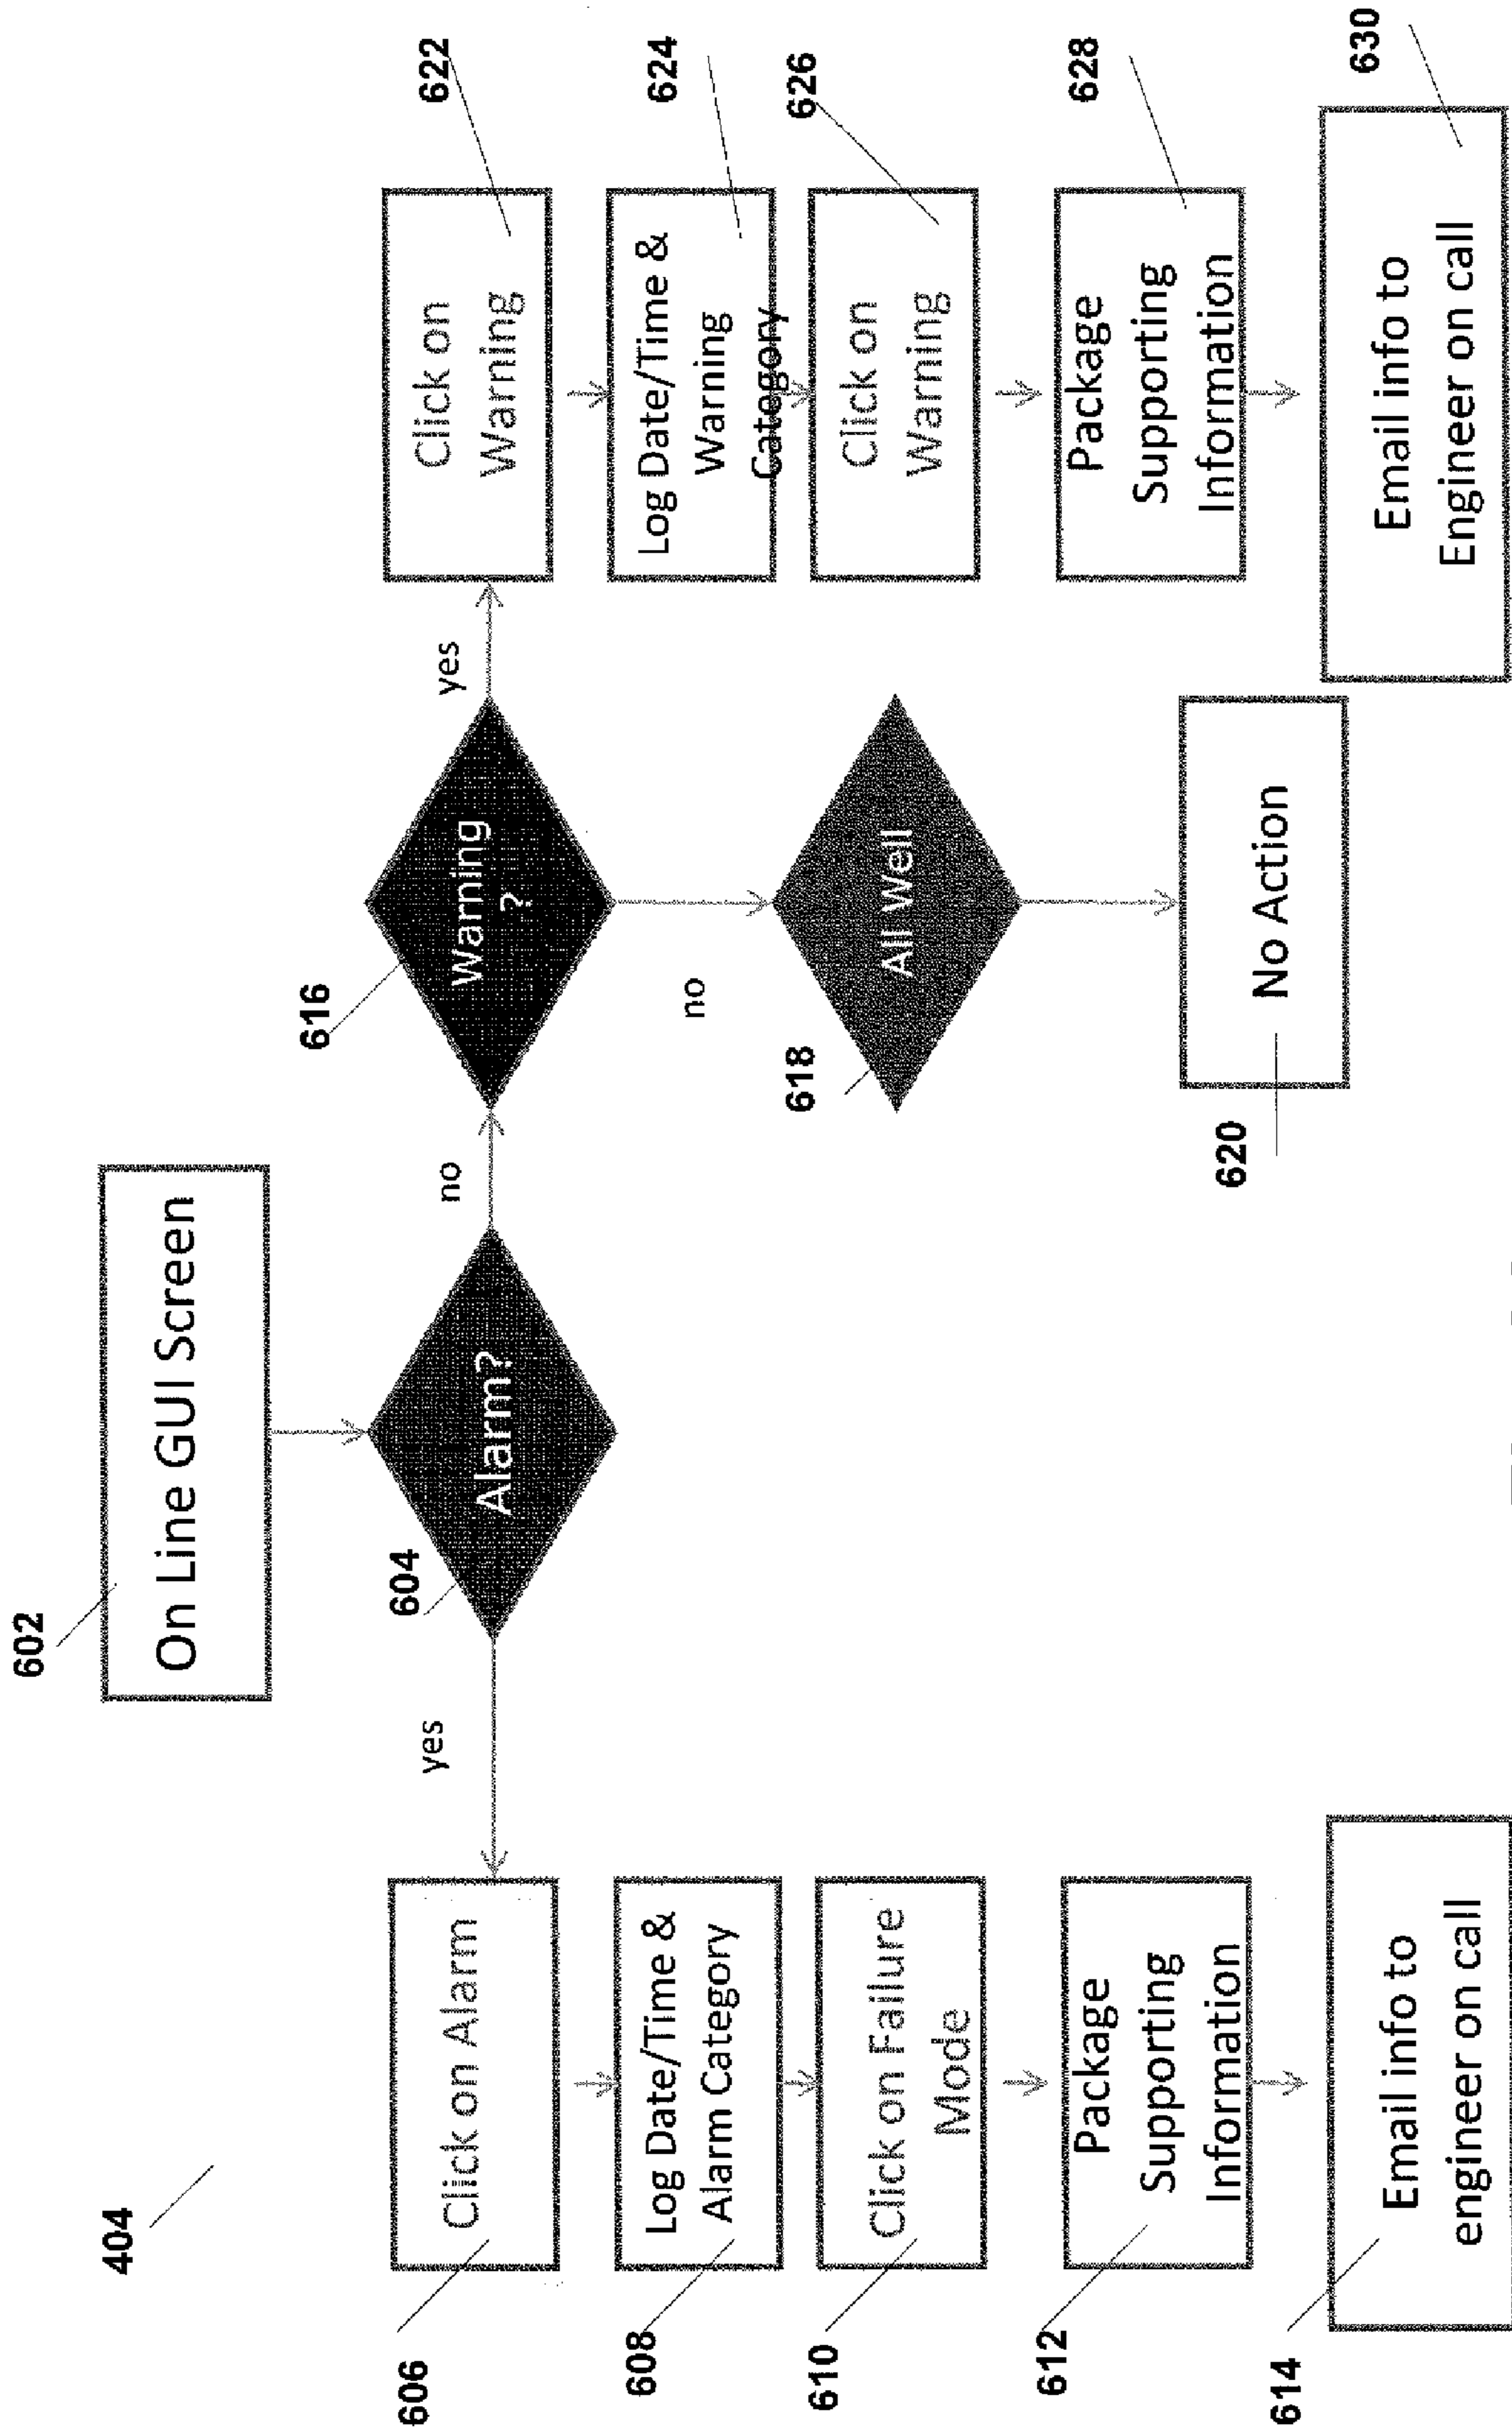 404
602
On Line GUI Screen
604
Alarm?
yes
no
606
Click on Alarm
608
Log Date/Time &
Alarm Category
610
Click on Failure
Mode
612
Package
Supporting
Information
614
Email info to
engineer on call
616
Warning
?
yes
no
618
All Well
620
No Action
622
Click on
Warning
624
Log Date/Time &
Warning
Category
626
Click on
Warning
628
Package
Supporting
Information
630
Email info to
Engineer on call